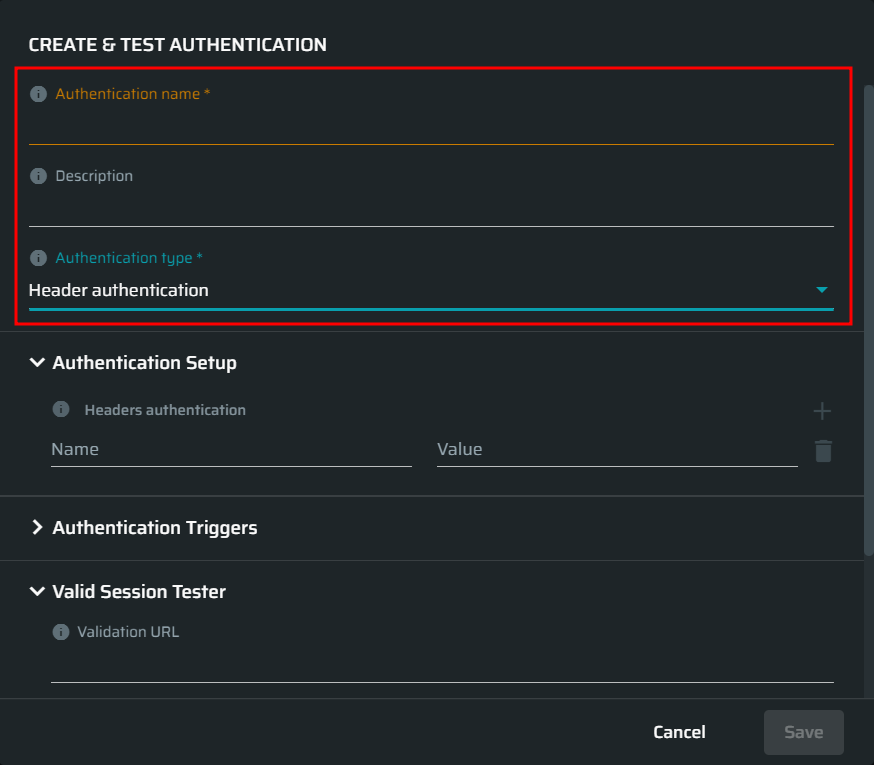 CREATE & TEST AUTHENTICATION
Authentication name *
Description
Authentication type *
Header authentication
Authentication Setup
Headers authentication
Name Value
Authentication Triggers
Valid Session Tester
Validation URL
Cancel Save